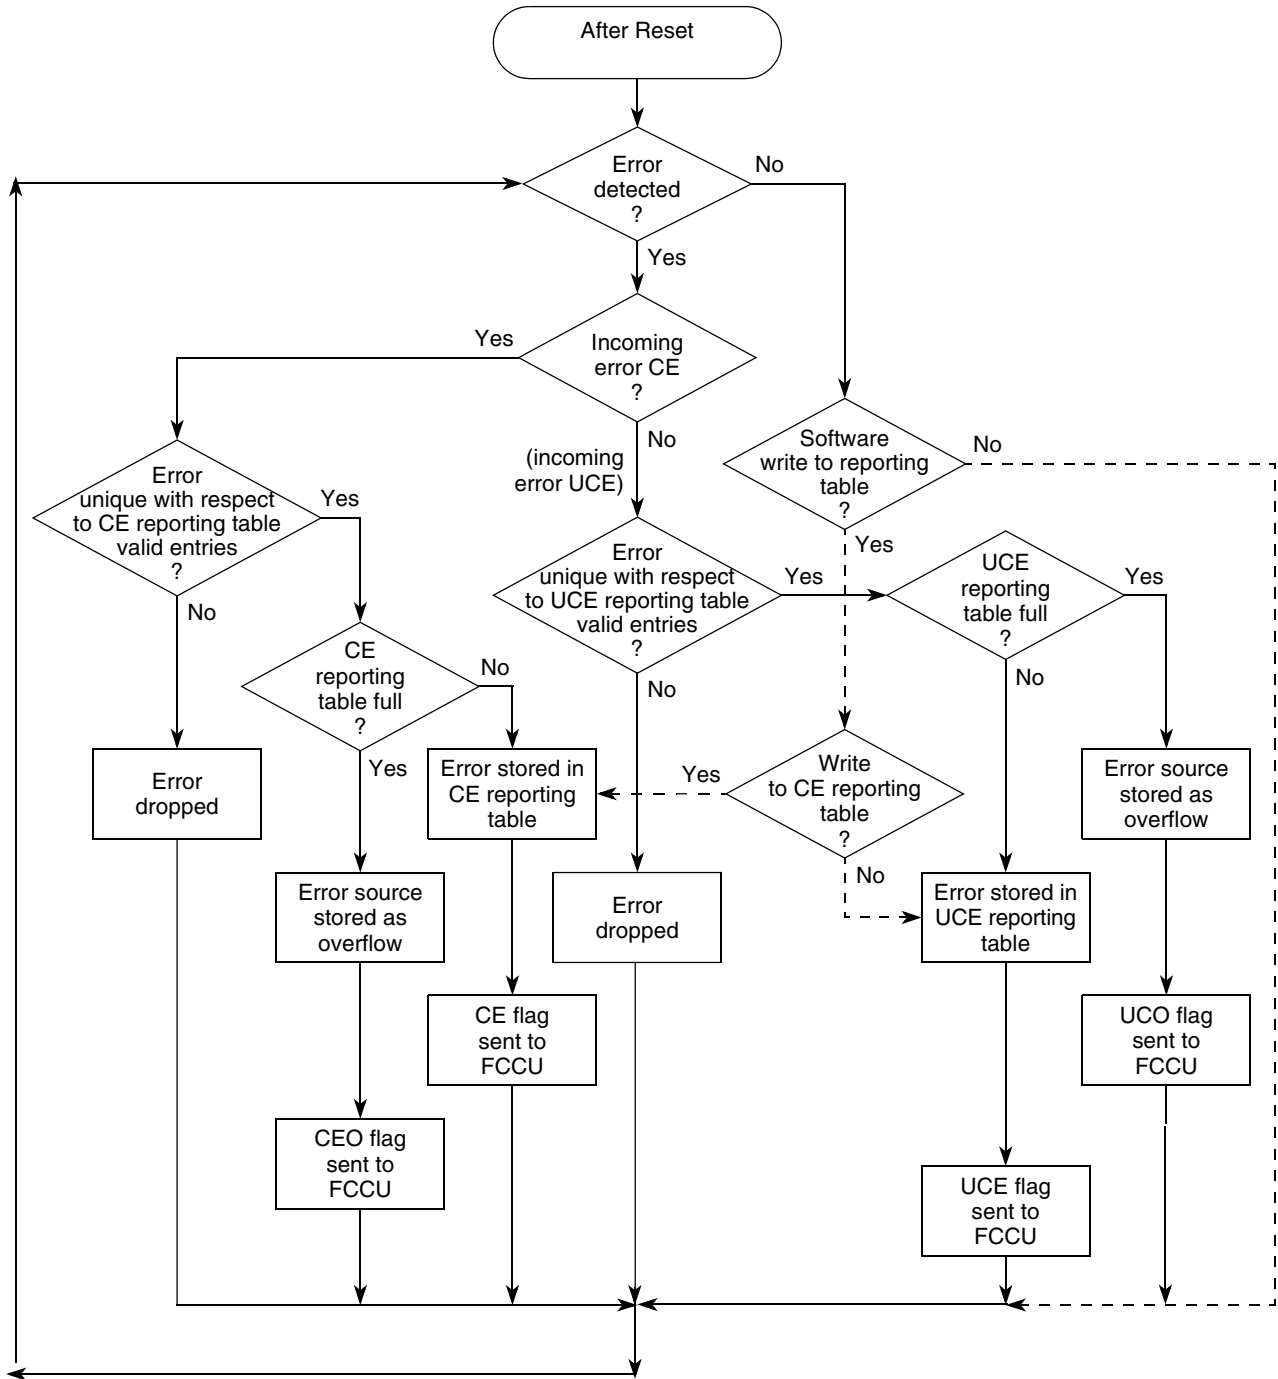 After Reset
Error
detected
?
No
Yes
Incoming
error CE
?
Yes
No
(incoming
error UCE)
Software
write to reporting
table
?
No
Yes
Error
unique with respect
to CE reporting table
valid entries
?
Yes
No
Error
unique with respect
to UCE reporting table
valid entries
?
Yes
No
UCE
reporting
table full
?
Yes
No
CE
reporting
table full
?
No
Yes
Error
dropped
Error stored in
CE reporting
table
Yes
Write
to CE reporting
table
?
No
Error source
stored as
overflow
Error source
stored as
overflow
Error
dropped
Error stored in
UCE reporting
table
CE flag
sent to
FCCU
UCO flag
sent to
FCCU
CEO flag
sent to
FCCU
UCE flag
sent to
FCCU